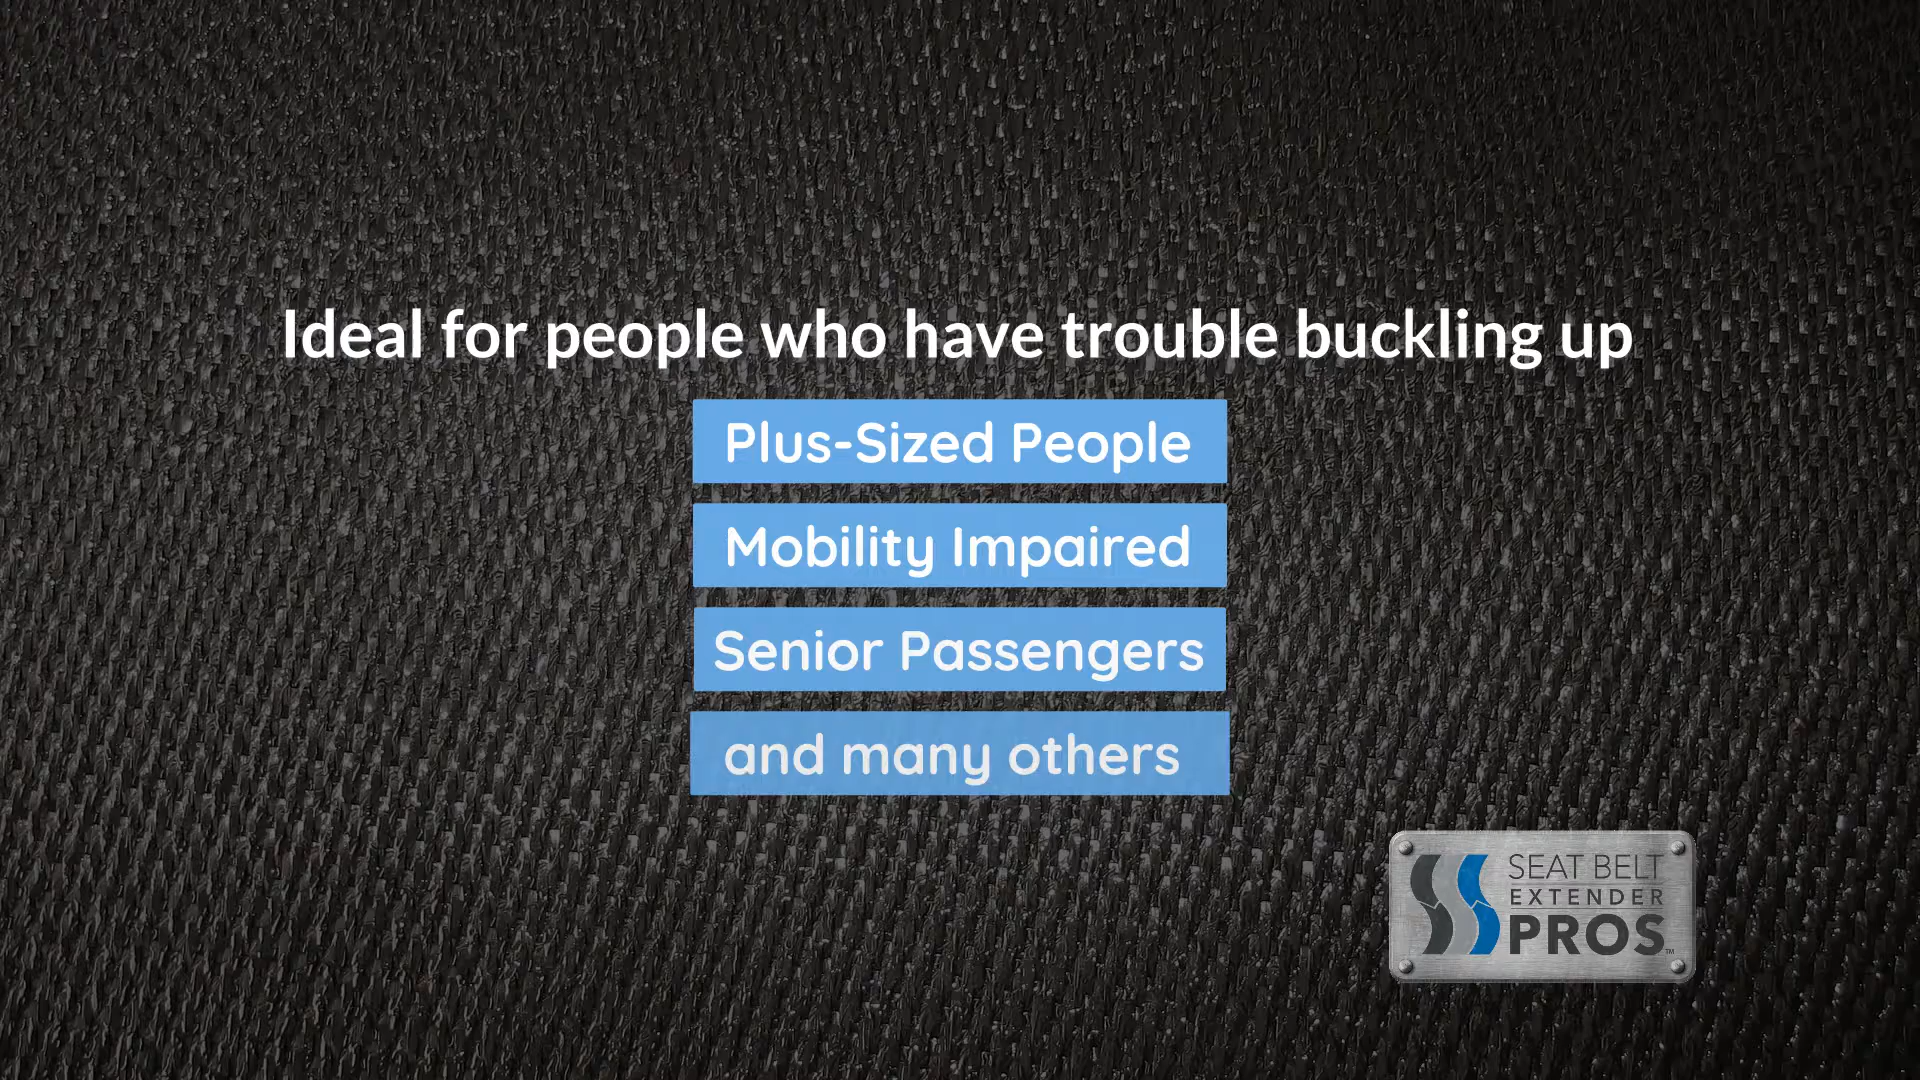 Ideal for people who have trouble buckling up
Plus-Sized People
Mobility Impaired
Senior Passengers
and many others
SEAT BELT
EXTENDER
PROS™